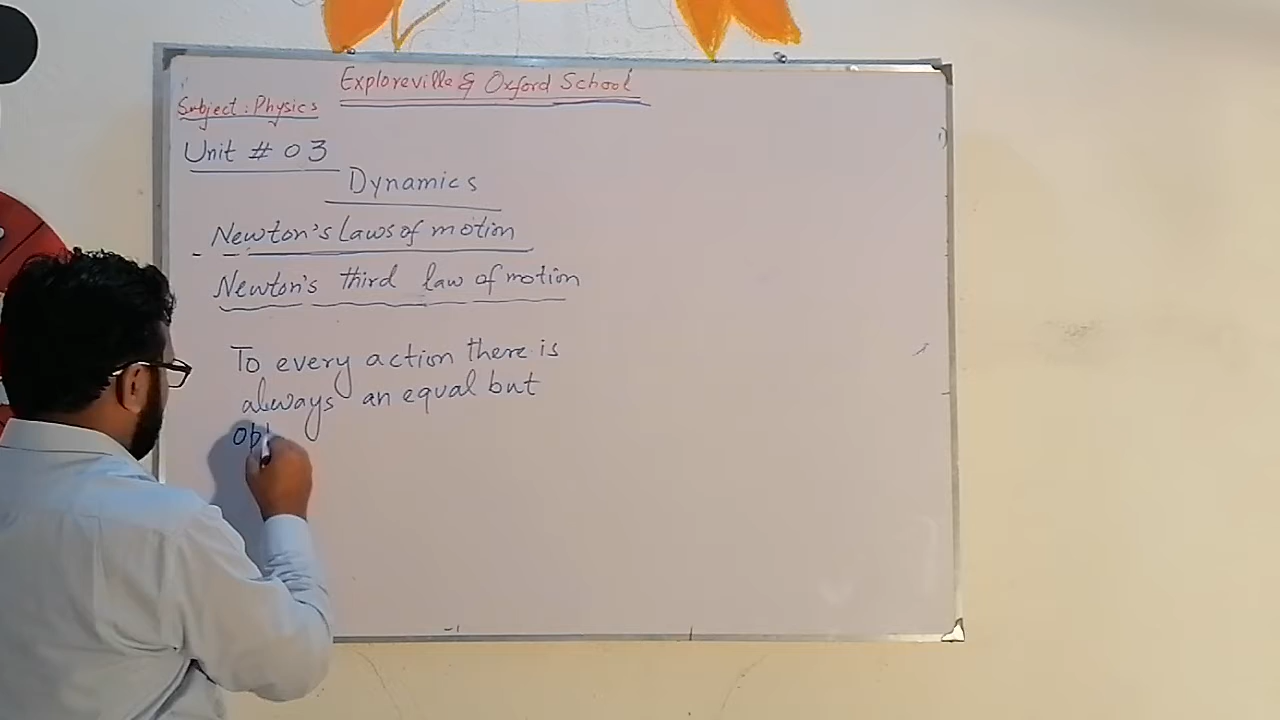 Exploreville & Oxford School
Subject: Physics
Unit # 03
Dynamics
Newton's Laws of motion
Newton's third law of motion
To every action there is
always an equal but
opp